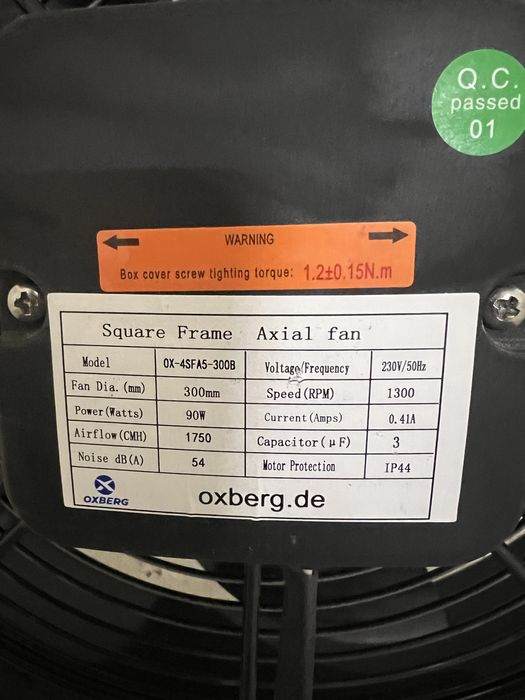 Q.C.
passed
01
WARNING
Box cover screw tighting torque: 1.2±0.15N.m
Square Frame Axial fan
Model OX-4SFA5-300B Voltage/Frequency 230V/50Hz
Fan Dia.(mm) 300mm Speed(RPM) 1300
Power(Watts) 90W Current(Amps) 0.41A
Airflow(CMH) 1750 Capacitor(μF) 3
Noise dB(A) 54 Motor Protection IP44
OXBERG oxberg.de